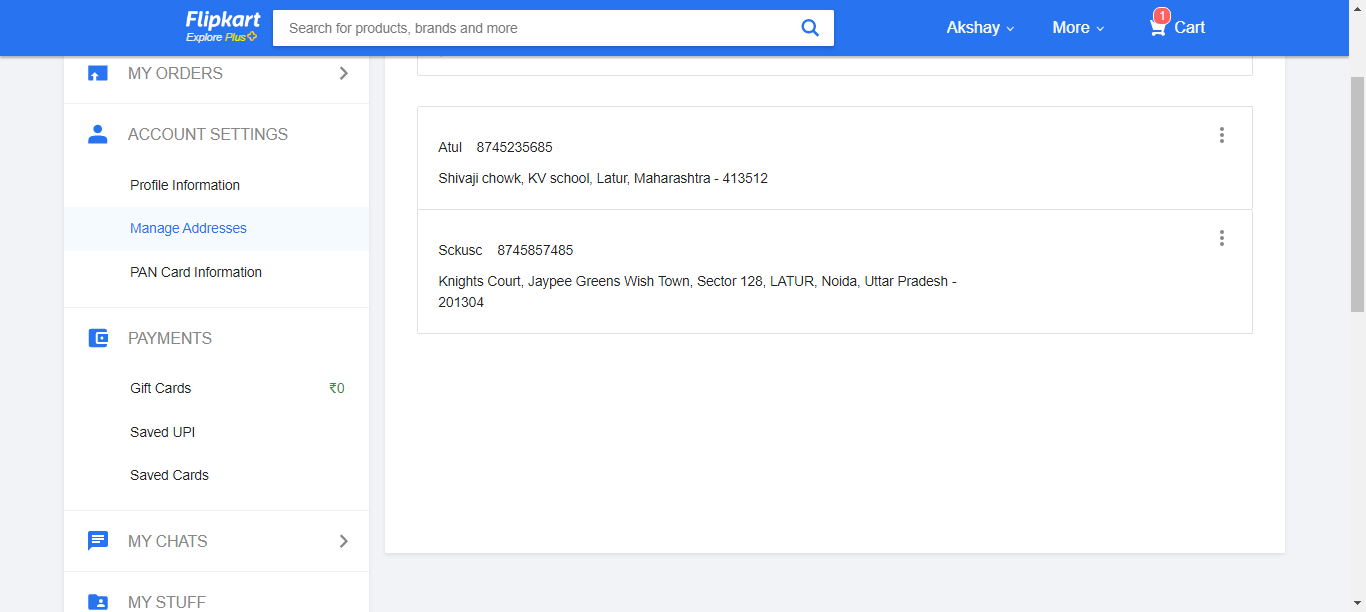 Flipkart
Explore Plus
Search for products, brands and more
Akshay
More
1
Cart
MY ORDERS
ACCOUNT SETTINGS
Profile Information
Manage Addresses
PAN Card Information
PAYMENTS
Gift Cards ₹0
Saved UPI
Saved Cards
MY CHATS
MY STUFF
Atul 8745235685
Shivaji chowk, KV school, Latur, Maharashtra - 413512
Sckusc 8745857485
Knights Court, Jaypee Greens Wish Town, Sector 128, LATUR, Noida, Uttar Pradesh -
201304